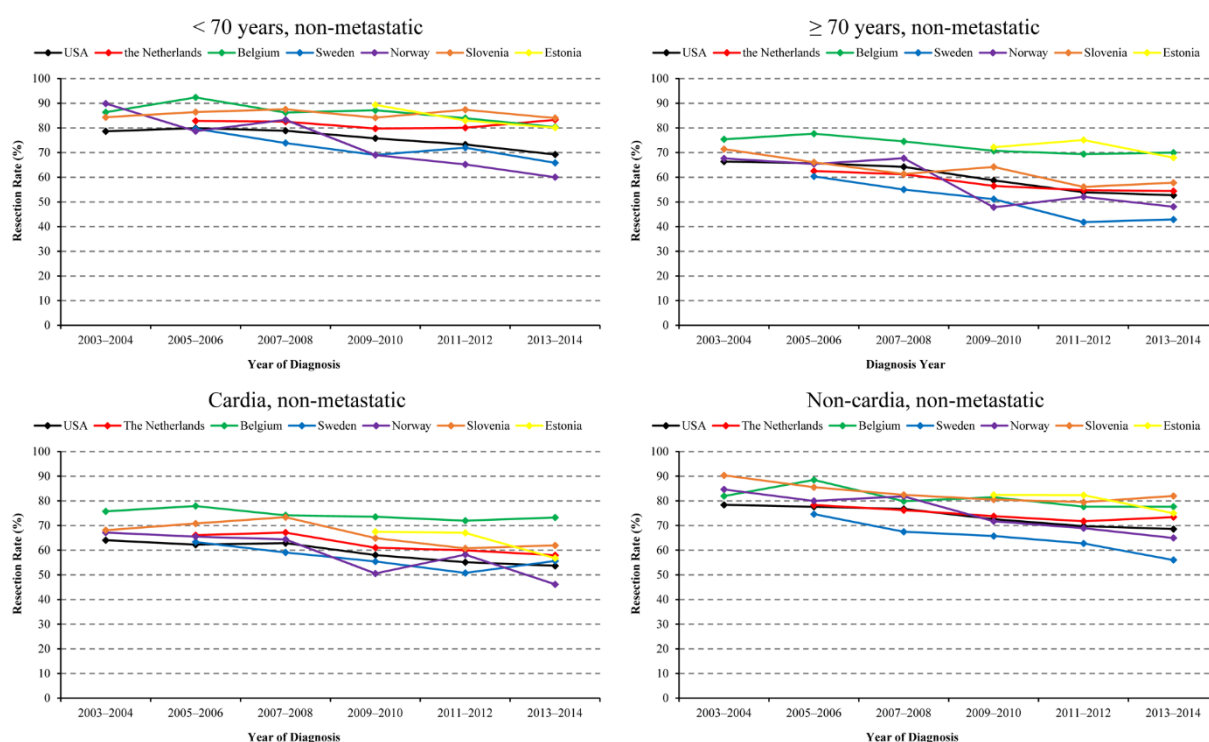 < 70 years, non-metastatic
USA the Netherlands Belgium Sweden Norway Slovenia Estonia
100
90
80
70
60
50
40
30
20
10
0
Resection Rate (%)
2003–2004 2005–2006 2007–2008 2009–2010 2011–2012 2013–2014
Year of Diagnosis
≥ 70 years, non-metastatic
USA the Netherlands Belgium Sweden Norway Slovenia Estonia
100
90
80
70
60
50
40
30
20
10
0
Resection Rate (%)
2003–2004 2005–2006 2007–2008 2009–2010 2011–2012 2013–2014
Diagnosis Year
Cardia, non-metastatic
USA The Netherlands Belgium Sweden Norway Slovenia Estonia
100
90
80
70
60
50
40
30
20
10
0
Resection Rate (%)
2003–2004 2005–2006 2007–2008 2009–2010 2011–2012 2013–2014
Year of Diagnosis
Non-cardia, non-metastatic
USA The Netherlands Belgium Sweden Norway Slovenia Estonia
100
90
80
70
60
50
40
30
20
10
0
Resection Rate (%)
2003–2004 2005–2006 2007–2008 2009–2010 2011–2012 2013–2014
Year of Diagnosis